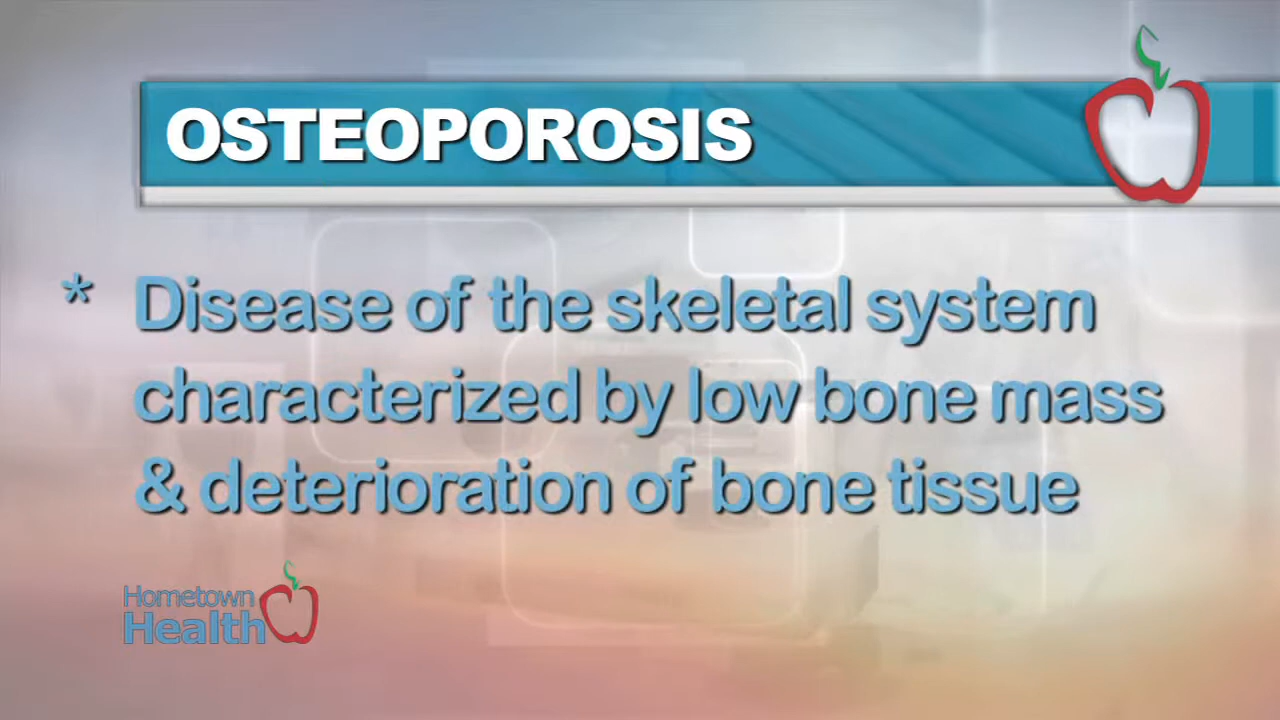 OSTEOPOROSIS
* Disease of the skeletal system
characterized by low bone mass
& deterioration of bone tissue
Hometown
Health